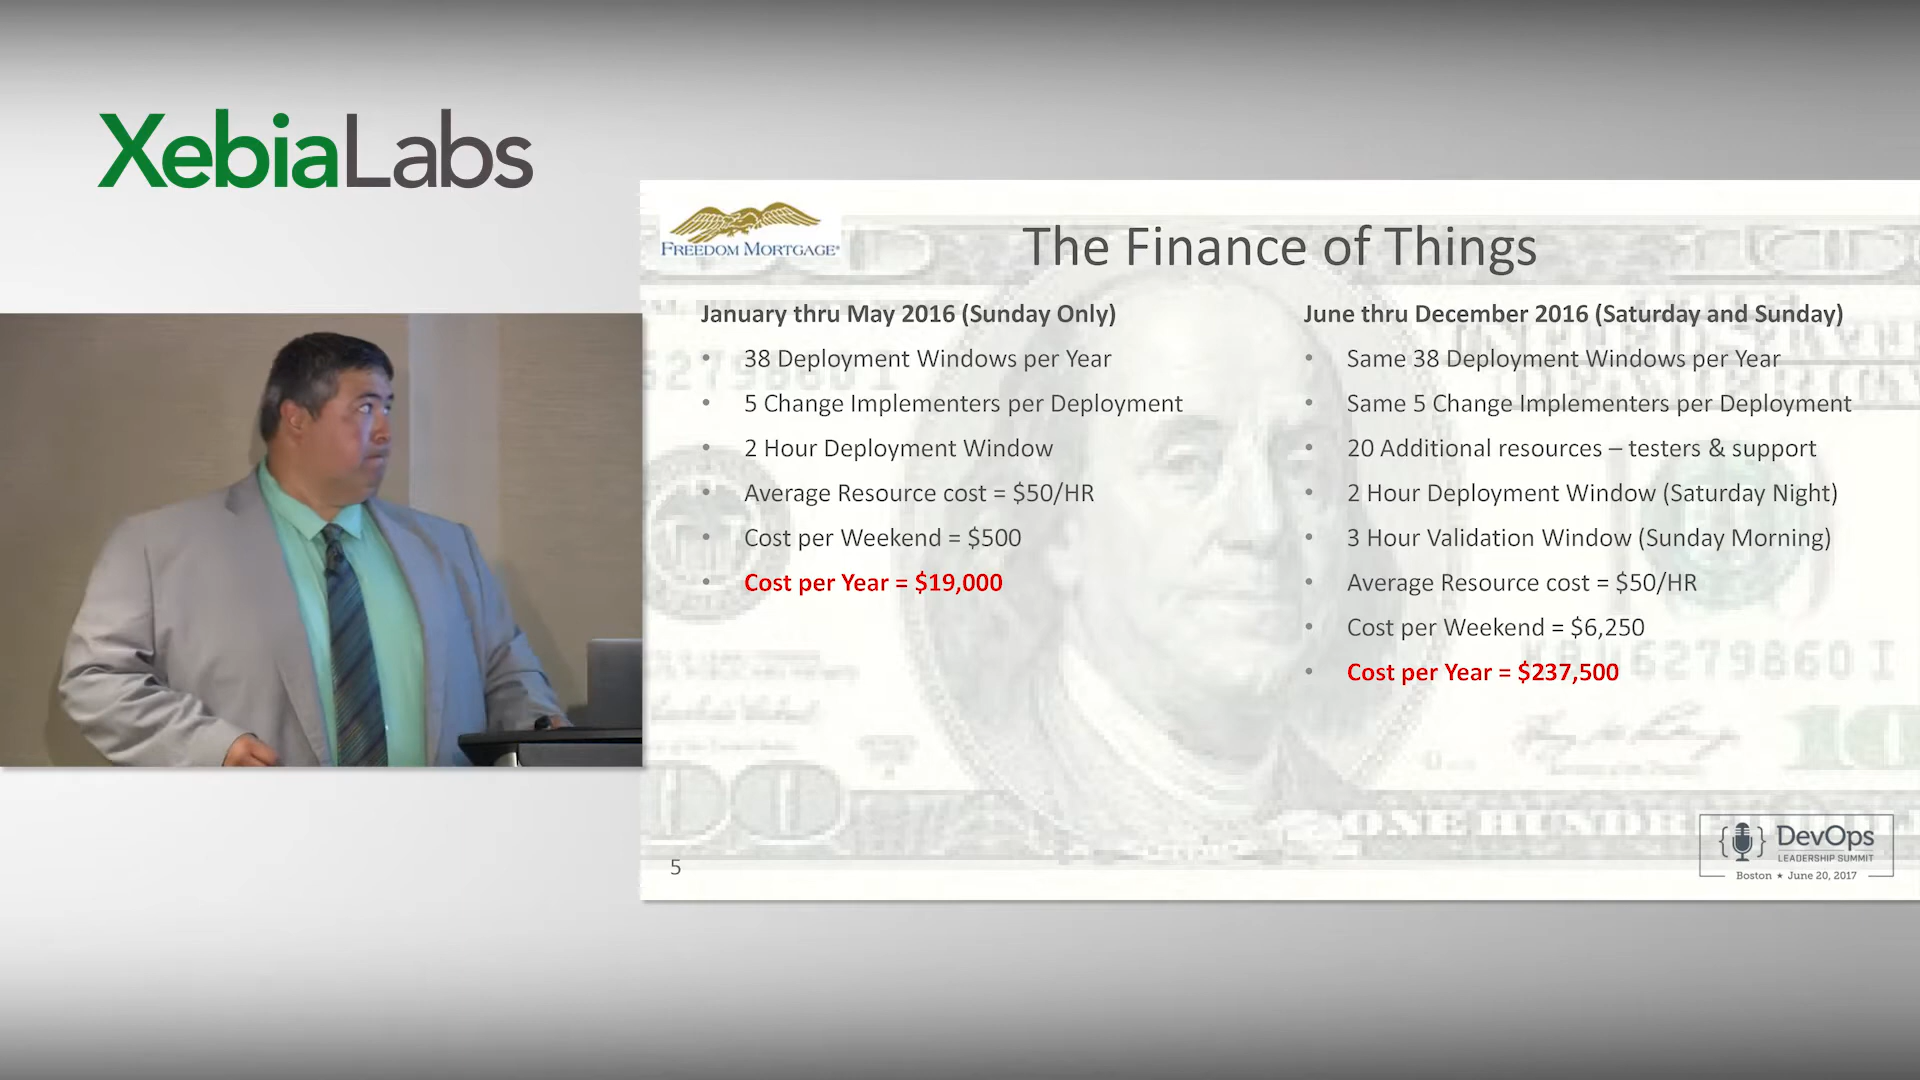 XebiaLabs
FREEDOM MORTGAGE®
The Finance of Things
January thru May 2016 (Sunday Only)
• 38 Deployment Windows per Year
• 5 Change Implementers per Deployment
• 2 Hour Deployment Window
• Average Resource cost = $50/HR
• Cost per Weekend = $500
• Cost per Year = $19,000
June thru December 2016 (Saturday and Sunday)
• Same 38 Deployment Windows per Year
• Same 5 Change Implementers per Deployment
• 20 Additional resources – testers & support
• 2 Hour Deployment Window (Saturday Night)
• 3 Hour Validation Window (Sunday Morning)
• Average Resource cost = $50/HR
• Cost per Weekend = $6,250
• Cost per Year = $237,500
5
{ } DevOps
LEADERSHIP SUMMIT
Boston ★ June 20, 2017